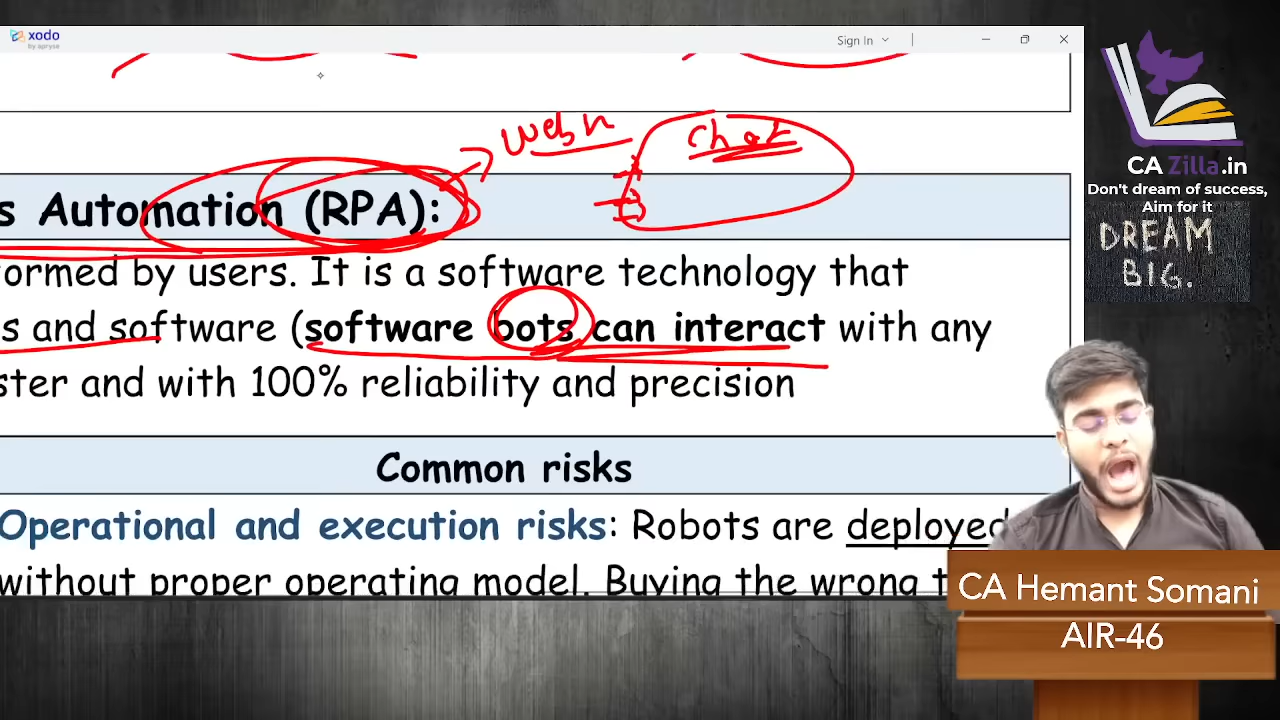 xodo
by apryse
Sign In
Chat
s Automation (RPA):
ormed by users. It is a software technology that
s and software (software bots can interact with any
ster and with 100% reliability and precision
Common risks
Operational and execution risks: Robots are deployed
without proper operating model. Buying the wrong t
CA Zilla.in
Don't dream of success,
Aim for it
DREAM
BIG.
CA Hemant Somani
AIR-46